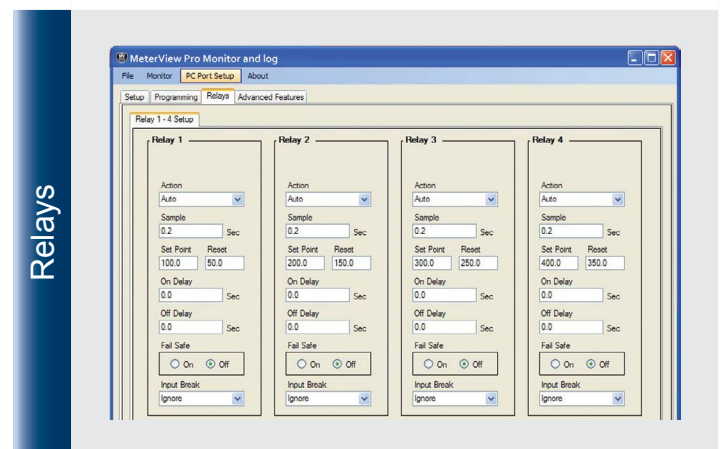 Relays
MeterView Pro Monitor and log
File Monitor PC Port Setup About
Setup Programming Relays Advanced Features
Relay 1 - 4 Setup
Relay 1 Relay 2 Relay 3 Relay 4
Action Action Action Action
Auto Auto Auto Auto
Sample Sample Sample Sample
0.2 Sec 0.2 Sec 0.2 Sec 0.2 Sec
Set Point Reset Set Point Reset Set Point Reset Set Point Reset
100.0 50.0 200.0 150.0 300.0 250.0 400.0 350.0
On Delay On Delay On Delay On Delay
0.0 Sec 0.0 Sec 0.0 Sec 0.0 Sec
Off Delay Off Delay Off Delay Off Delay
0.0 Sec 0.0 Sec 0.0 Sec 0.0 Sec
Fail Safe Fail Safe Fail Safe Fail Safe
On Off On Off On Off On Off
Input Break Input Break Input Break Input Break
Ignore Ignore Ignore Ignore